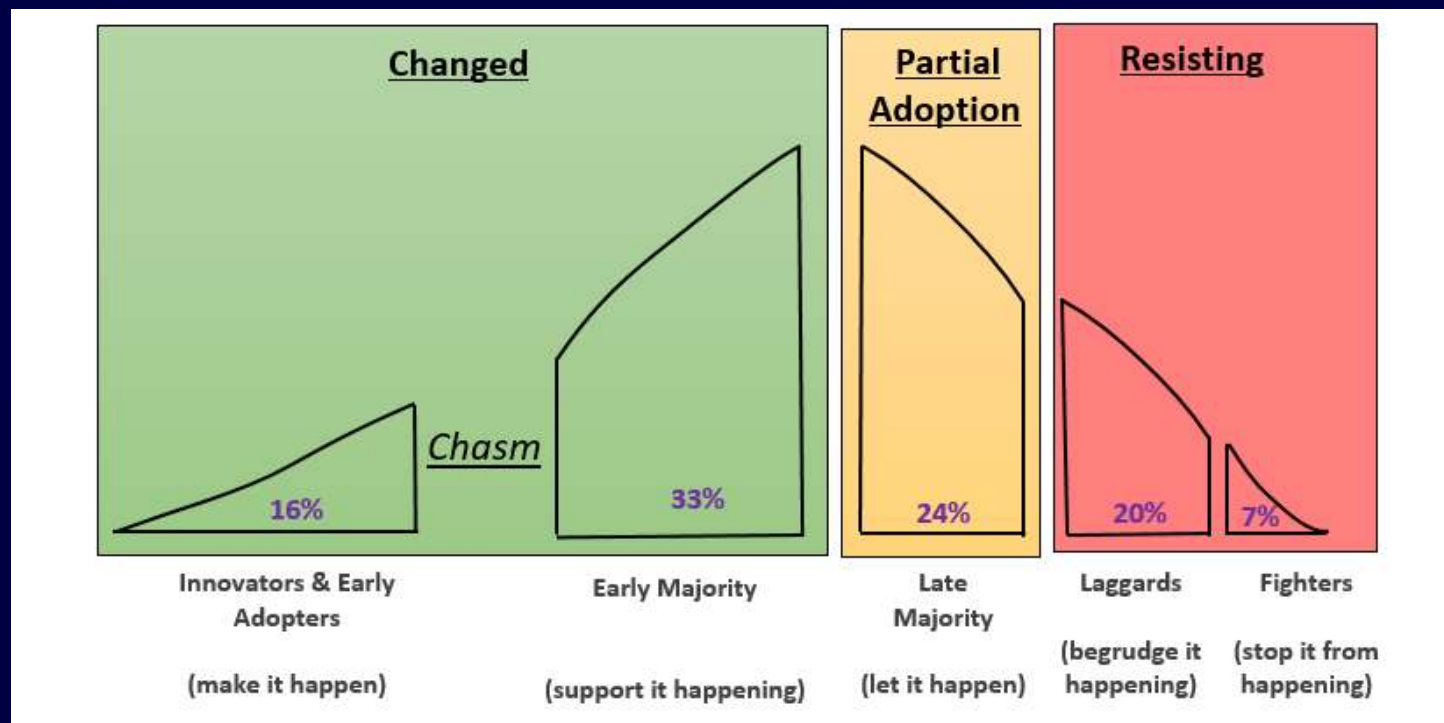 Changed
Partial
Adoption
Resisting
Chasm
16%
33%
24%
20%
7%
Innovators & Early
Adopters
(make it happen)
Early Majority
(support it happening)
Late
Majority
(let it happen)
Laggards
(begrudge it
happening)
Fighters
(stop it from
happening)